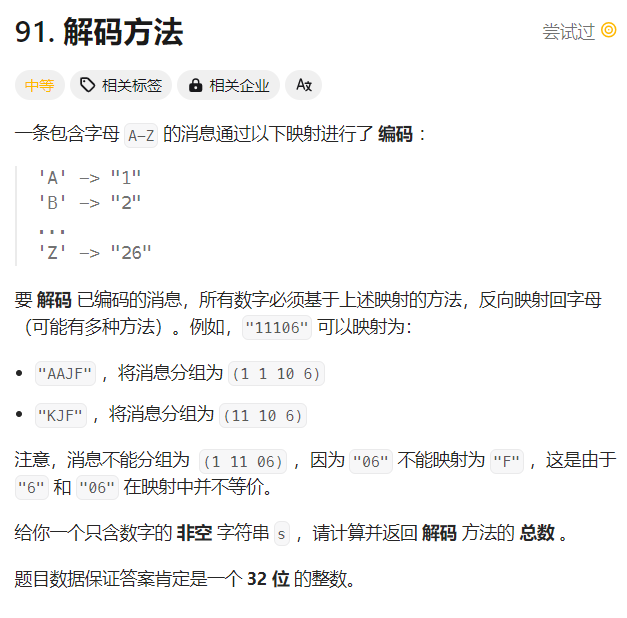 91. 解码方法
尝试过
中等 相关标签 相关企业
一条包含字母 A-Z 的消息通过以下映射进行了 编码 ：
'A' -> "1"
'B' -> "2"
...
'Z' -> "26"
要 解码 已编码的消息，所有数字必须基于上述映射的方法，反向映射回字母
（可能有多种方法）。例如，"11106" 可以映射为：
• "AAJF" ，将消息分组为 (1 1 10 6)
• "KJF" ，将消息分组为 (11 10 6)
注意，消息不能分组为 (1 11 06) ，因为 "06" 不能映射为 "F" ，这是由于
"6" 和 "06" 在映射中并不等价。
给你一个只含数字的 非空 字符串 s ，请计算并返回 解码 方法的 总数 。
题目数据保证答案肯定是一个 32 位 的整数。